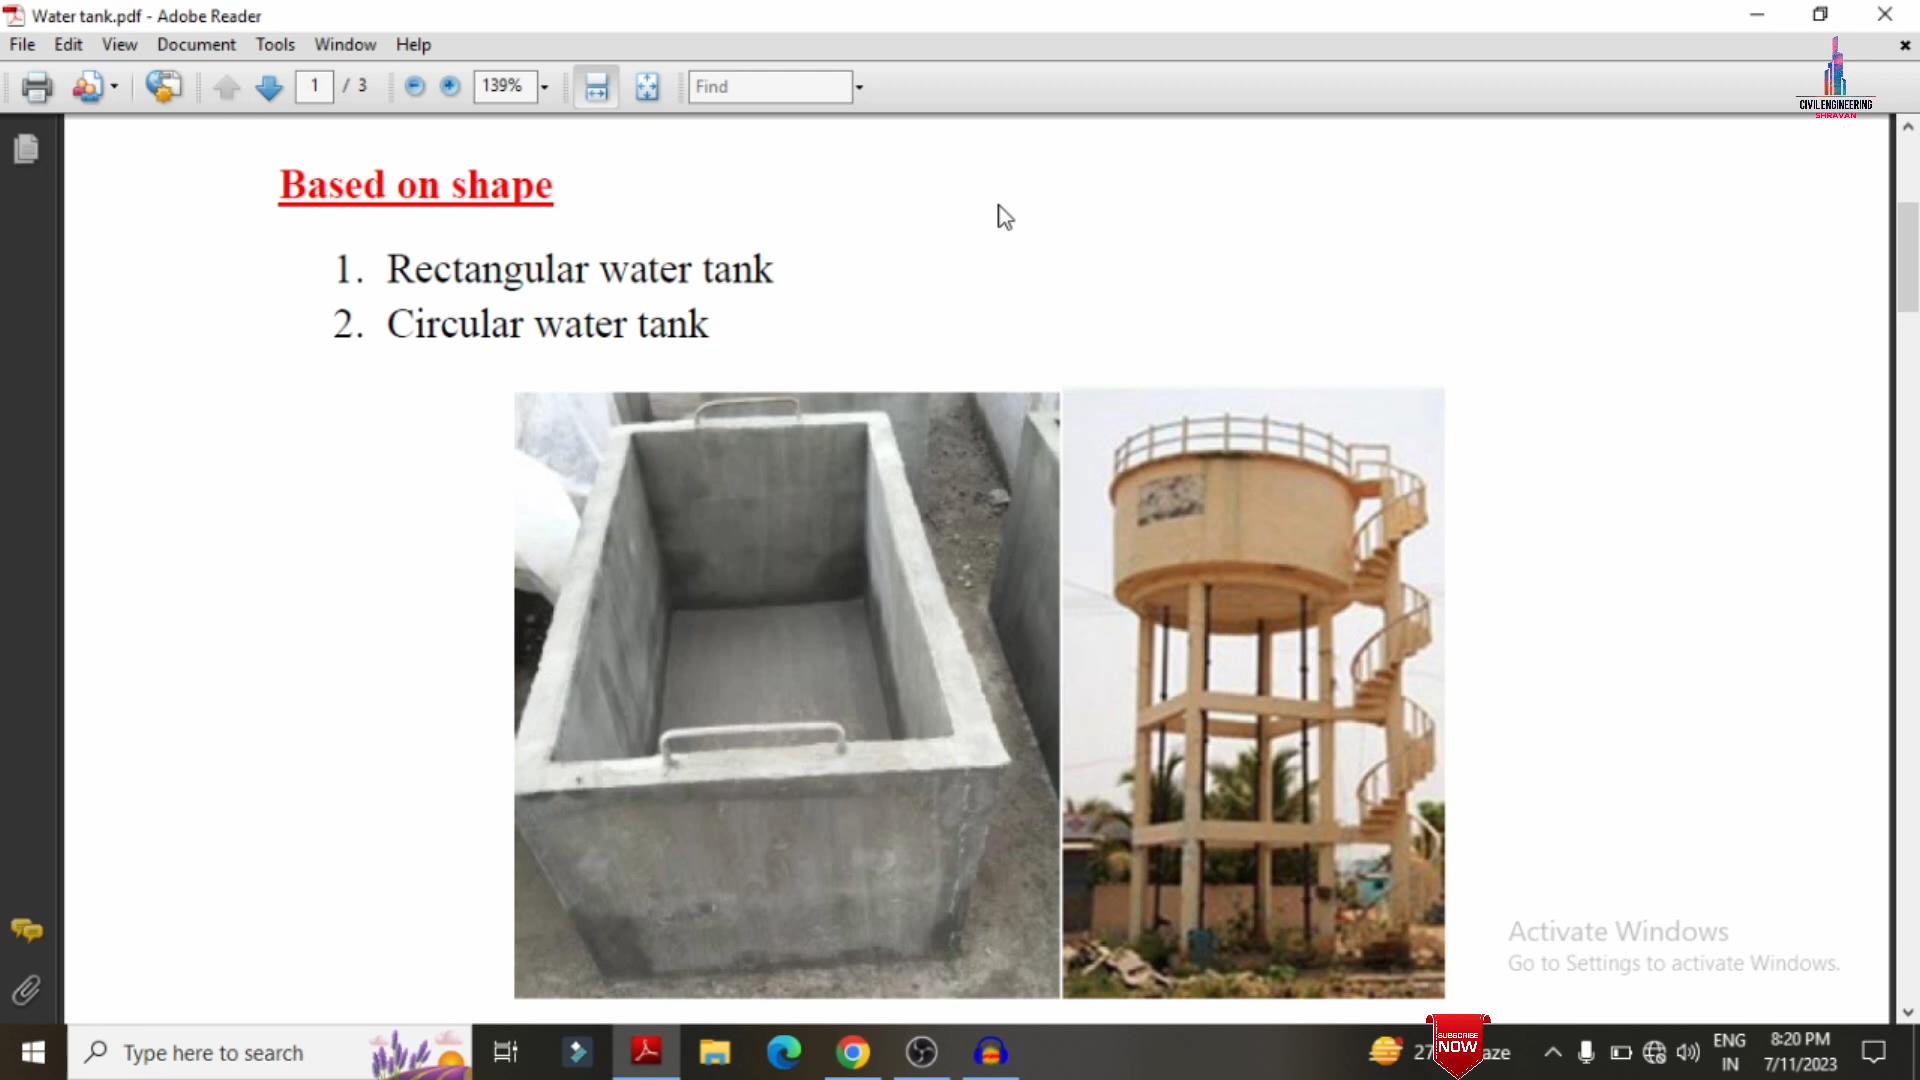 Water tank.pdf - Adobe Reader
File Edit View Document Tools Window Help
1 / 3 139% Find
CIVIL ENGINEERING
SHRAVAN
Based on shape
1. Rectangular water tank
2. Circular water tank
Activate Windows
Go to Settings to activate Windows.
Type here to search
SUBSCRIBE
NOW
ENG
IN
8:20 PM
7/11/2023